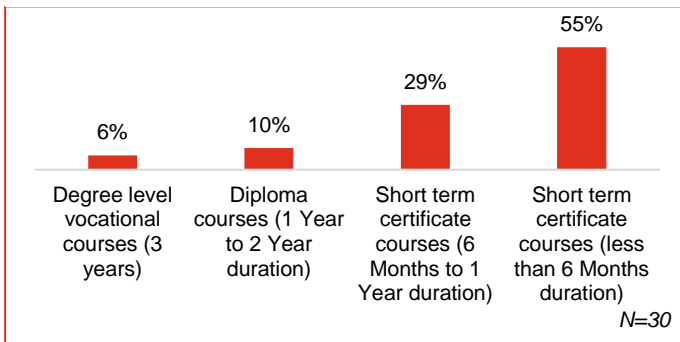 6%
10%
29%
55%
Degree level
vocational
courses (3
years)
Diploma
courses (1 Year
to 2 Year
duration)
Short term
certificate
courses (6
Months to 1
Year duration)
Short term
certificate
courses (less
than 6 Months
duration)
N=30